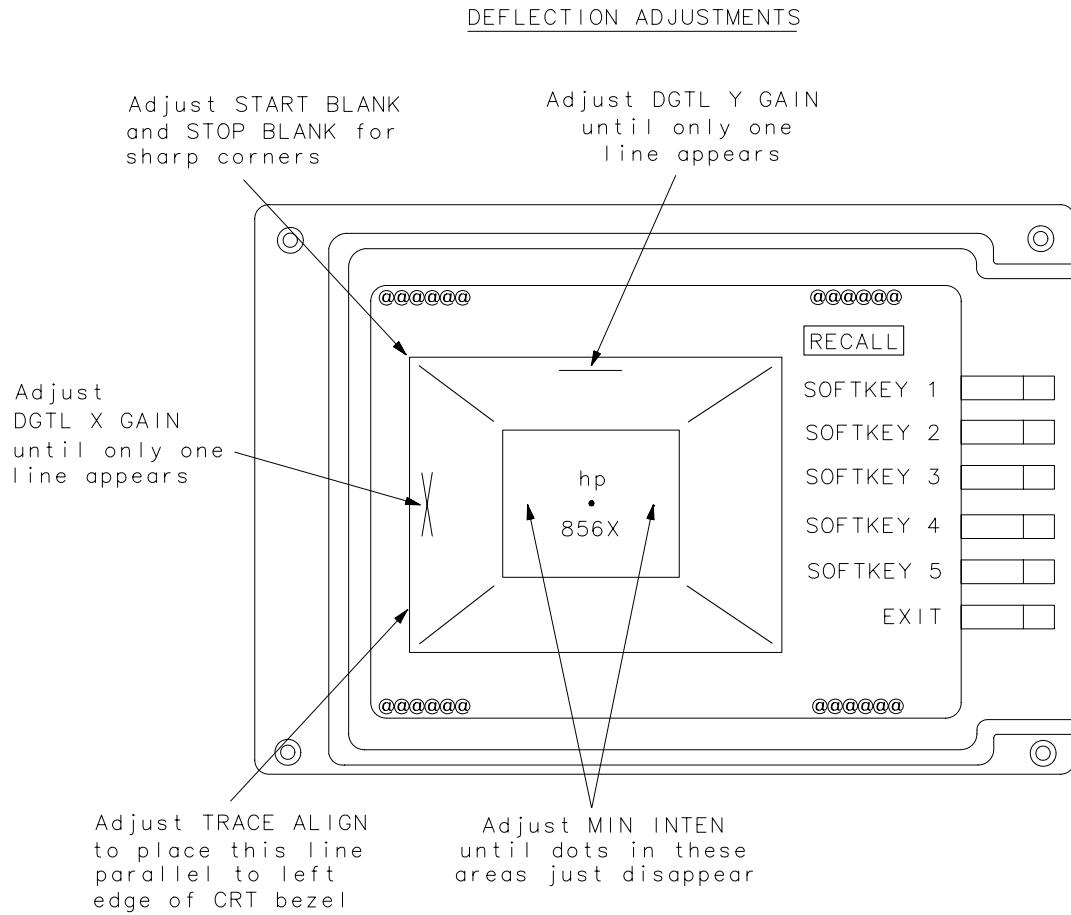 DEFLECTION ADJUSTMENTS
Adjust START BLANK
and STOP BLANK for
sharp corners
Adjust DGTL Y GAIN
until only one
line appears
@@@@@@
@@@@@@
RECALL
Adjust
DGTL X GAIN
until only one
line appears
SOFTKEY 1
SOFTKEY 2
SOFTKEY 3
SOFTKEY 4
SOFTKEY 5
EXIT
hp
856X
@@@@@@
@@@@@@
Adjust TRACE ALIGN
to place this line
parallel to left
edge of CRT bezel
Adjust MIN INTEN
until dots in these
areas just disappear